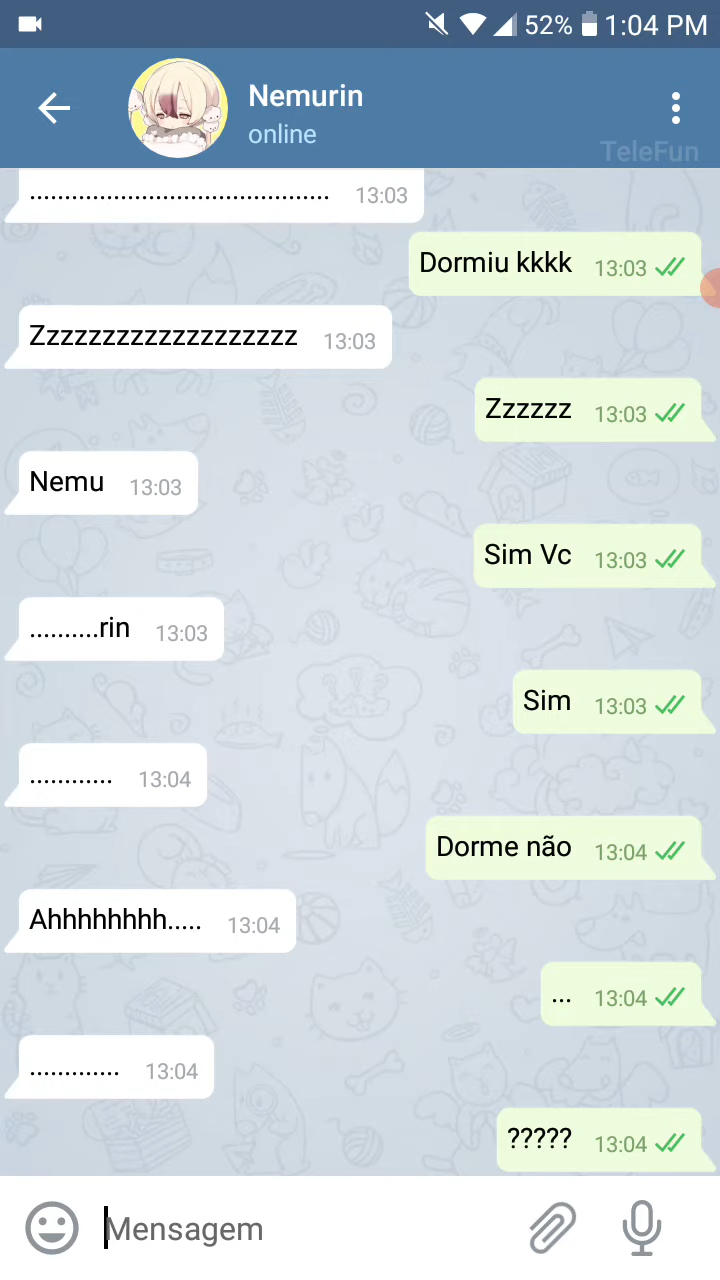 52% 1:04 PM
Nemurin
online
TeleFun
........................................... 13:03
Dormiu kkkk 13:03
Zzzzzzzzzzzzzzzzzzz 13:03
Zzzzzz 13:03
Nemu 13:03
Sim Vc 13:03
..........rin 13:03
Sim 13:03
............ 13:04
Dorme não 13:04
Ahhhhhhhh..... 13:04
... 13:04
............. 13:04
????? 13:04
Mensagem